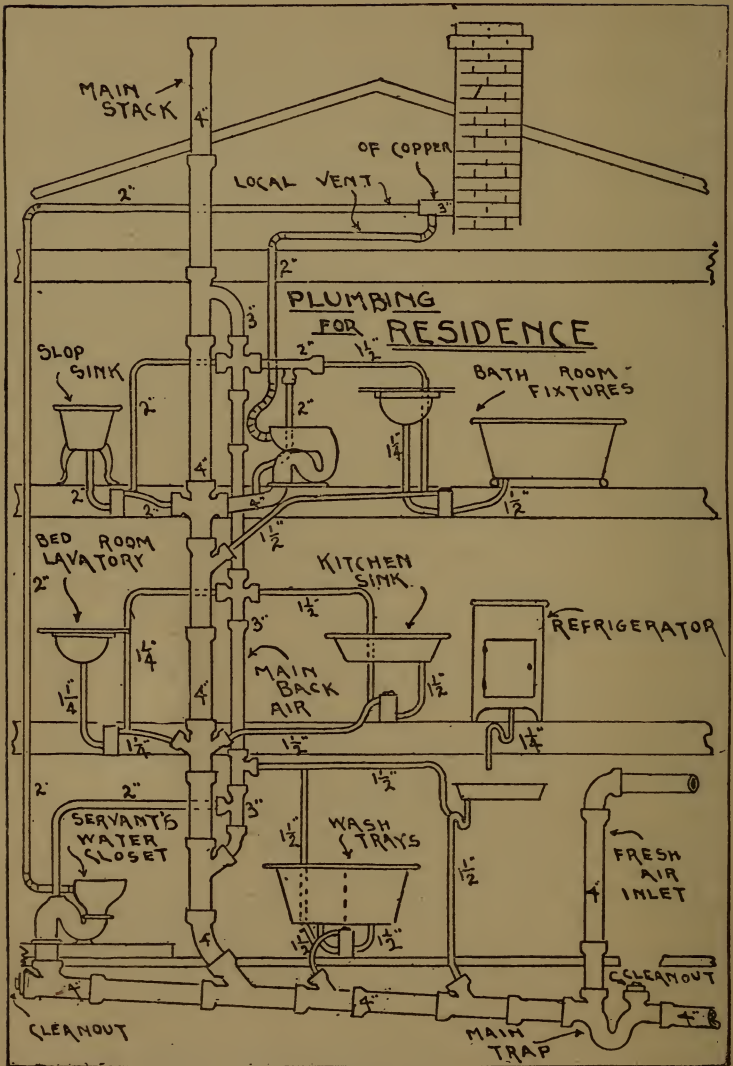 MAIN
STACK
4"
OF COPPER
LOCAL VENT
2"
3"
2"
PLUMBING
FOR RESIDENCE
3"
2"
1½"
SLOP
SINK
BATH ROOM
FIXTURES
2"
2"
1¼"
4"
2"
2"
4"
1½"
1½"
BED ROOM
LAVATORY
KITCHEN
SINK
2"
1½"
REFRIGERATOR
3"
1¼
MAIN
BACK
AIR
1¼
4"
1½"
1¼"
1½"
1¼"
1½"
2"
2"
3"
SERVANT'S
WATER
CLOSET
1½"
WASH
TRAYS
1½"
FRESH
AIR
INLET
4"
4"
1½"
1½"
CLEANOUT
4"
4"
4"
CLEANOUT
MAIN
TRAP